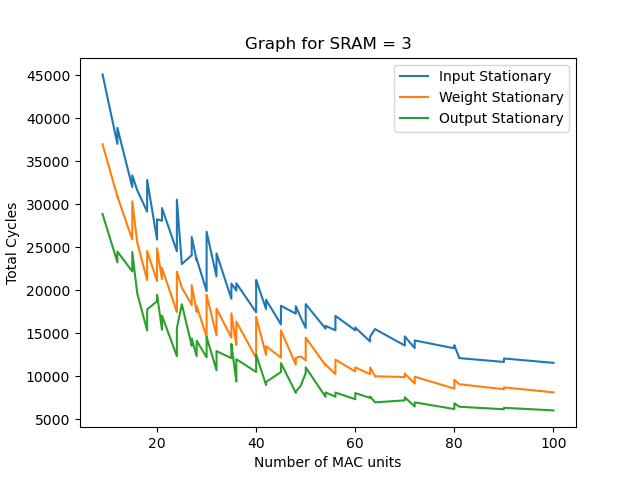 Graph for SRAM = 3
Input Stationary
Weight Stationary
Output Stationary
Total Cycles
45000
40000
35000
30000
25000
20000
15000
10000
5000
20 40 60 80 100
Number of MAC units